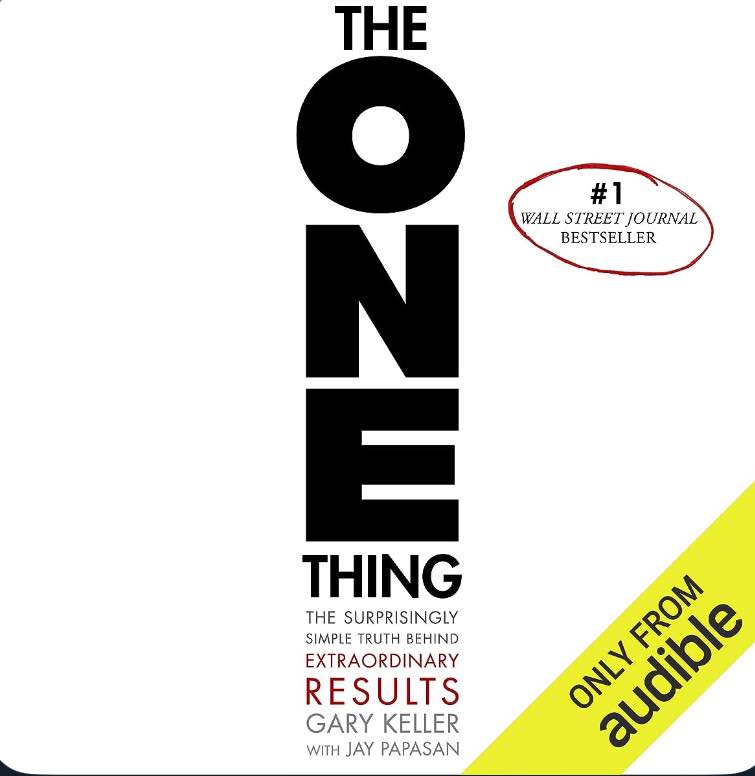 THE
ONE
THING
THE SURPRISINGLY
SIMPLE TRUTH BEHIND
EXTRAORDINARY
RESULTS
GARY KELLER
WITH JAY PAPASAN
#1
WALL STREET JOURNAL
BESTSELLER
ONLY FROM
audible